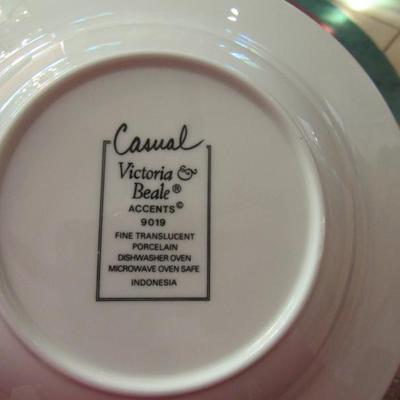 Casual
Victoria &
Beale®
ACCENTS©
9019
FINE TRANSLUCENT
PORCELAIN
DISHWASHER OVEN
MICROWAVE OVEN SAFE
INDONESIA